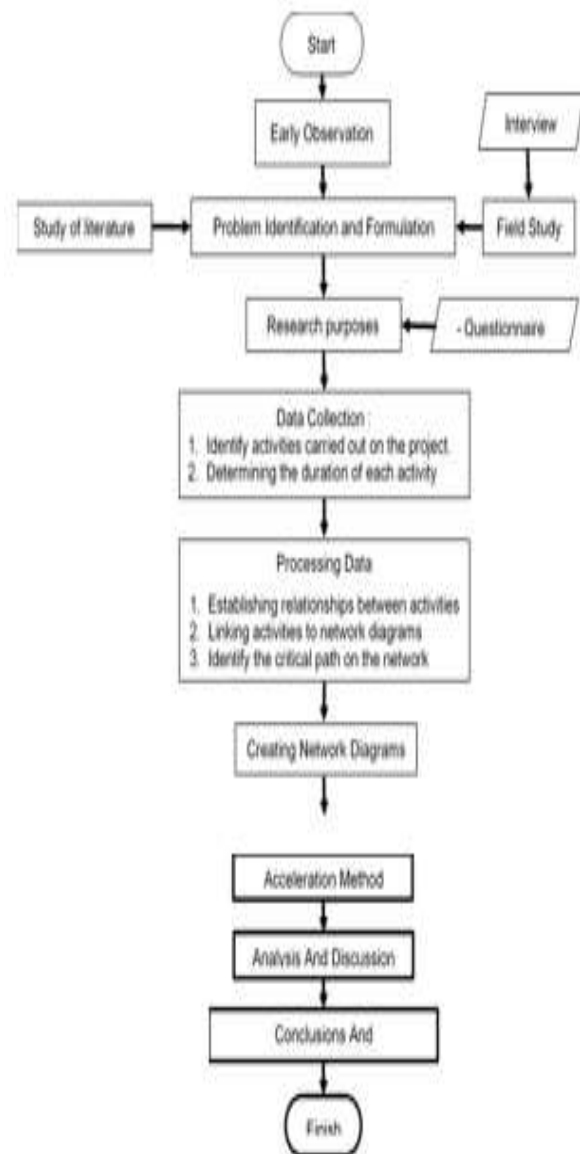 Start
Early Observation
Interview
Study of literature
Problem Identification and Formulation
Field Study
Research purposes
- Questionnaire
Data Collection :
1. Identify activities carried out on the project.
2. Determining the duration of each activity
Processing Data
1. Establishing relationships between activities
2. Linking activities to network diagrams
3. Identify the critical path on the network
Creating Network Diagrams
Acceleration Method
Analysis And Discussion
Conclusions And
Finish